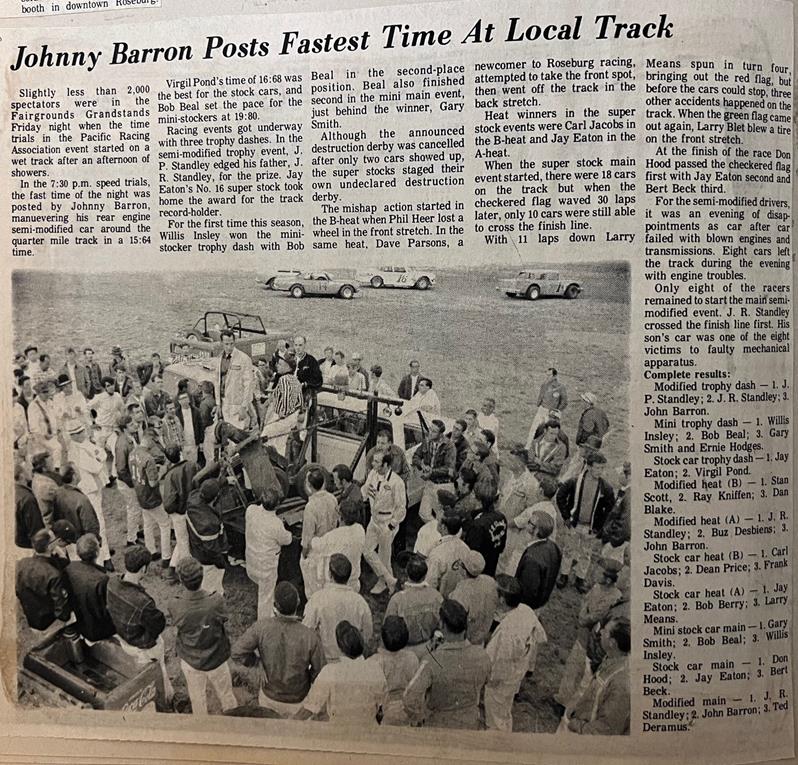 booth in downtown Roseburg.
Johnny Barron Posts Fastest Time At Local Track
Slightly less than 2,000
spectators were in the
Fairgrounds Grandstands
Friday night when the time
trials in the Pacific Racing
Association event started on a
wet track after an afternoon of
showers.
In the 7:30 p.m. speed trials,
the fast time of the night was
posted by Johnny Barron,
manuevering his rear engine
semi-modified car around the
quarter mile track in a 15:64
time.
Virgil Pond's time of 16:68 was
the best for the stock cars, and
Bob Beal set the pace for the
mini-stockers at 19:80.
Racing events got underway
with three trophy dashes. In the
semi-modified trophy event, J.
P. Standley edged his father, J.
R. Standley, for the prize. Jay
Eaton's No. 16 super stock took
home the award for the track
record-holder.
For the first time this season,
Willis Insley won the mini-
stocker trophy dash with Bob
Beal in the second-place
position. Beal also finished
second in the mini main event,
just behind the winner, Gary
Smith.
Although the announced
destruction derby was cancelled
after only two cars showed up,
the super stocks staged their
own undeclared destruction
derby.
The mishap action started in
the B-heat when Phil Heer lost a
wheel in the front stretch. In the
same heat, Dave Parsons, a
newcomer to Roseburg racing,
attempted to take the front spot,
then went off the track in the
back stretch.
Heat winners in the super
stock events were Carl Jacobs in
the B-heat and Jay Eaton in the
A-heat.
When the super stock main
event started, there were 18 cars
on the track but when the
checkered flag waved 30 laps
later, only 10 cars were still able
to cross the finish line.
With 11 laps down Larry
Means spun in turn four,
bringing out the red flag, but
before the cars could stop, three
other accidents happened on the
track. When the green flag came
out again, Larry Blet blew a tire
on the front stretch.
At the finish of the race Don
Hood passed the checkered flag
first with Jay Eaton second and
Bert Beck third.
For the semi-modified drivers,
it was an evening of disap-
pointments as car after car
failed with blown engines and
transmissions. Eight cars left
the track during the evening
with engine troubles.
Only eight of the racers
remained to start the main semi-
modified event. J. R. Standley
crossed the finish line first. His
son's car was one of the eight
victims to faulty mechanical
apparatus.
Complete results:
Modified trophy dash — 1. J.
P. Standley; 2. J. R. Standley; 3.
John Barron.
Mini trophy dash — 1. Willis
Insley; 2. Bob Beal; 3. Gary
Smith and Ernie Hodges.
Stock car trophy dash — 1. Jay
Eaton; 2. Virgil Pond.
Modified heat (B) — 1. Stan
Scott, 2. Ray Kniffen; 3. Dan
Blake.
Modified heat (A) — 1. J. R.
Standley; 2. Buz Desbiens; 3.
John Barron.
Stock car heat (B) — 1. Carl
Jacobs; 2. Dean Price; 3. Frank
Davis.
Stock car heat (A) — 1. Jay
Eaton; 2. Bob Berry; 3. Larry
Means.
Mini stock car main — 1. Gary
Smith; 2. Bob Beal; 3. Willis
Insley.
Stock car main — 1. Don
Hood; 2. Jay Eaton; 3. Bert
Beck.
Modified main — 1. J. R.
Standley; 2. John Barron; 3. Ted
Deramus.
14
16
1
Coca-Cola